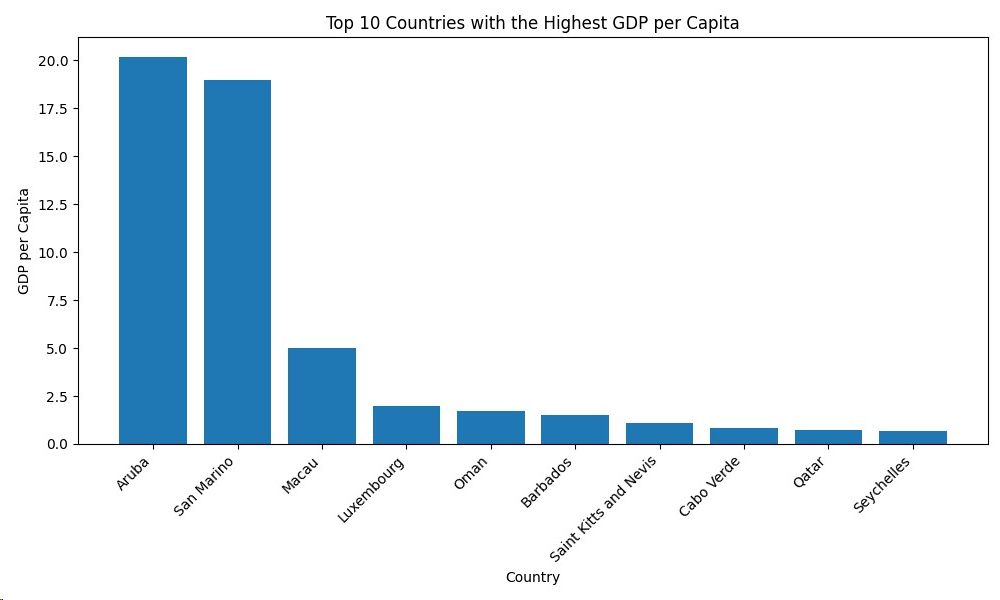 Top 10 Countries with the Highest GDP per Capita
20.0
17.5
15.0
12.5
10.0
7.5
5.0
2.5
0.0
GDP per Capita
Aruba
San Marino
Macau
Luxembourg
Oman
Barbados
Saint Kitts and Nevis
Cabo Verde
Qatar
Seychelles
Country